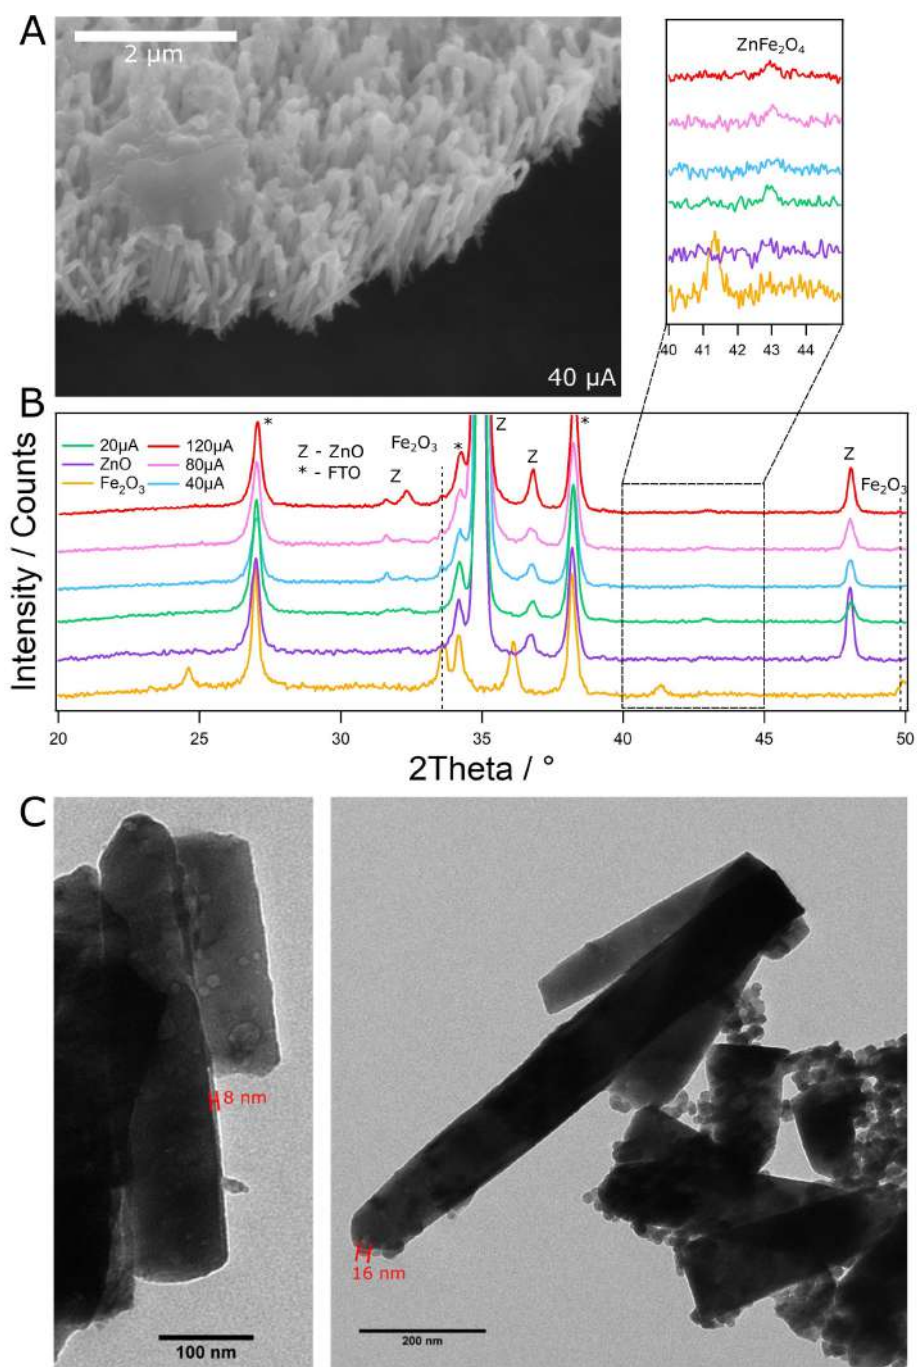 A
2 µm
40 µA
ZnFe₂O₄
40 41 42 43 44
B
Intensity / Counts
20µA 120µA
ZnO 80µA
Fe₂O₃ 40µA
Z - ZnO
* - FTO
*
Z
Fe₂O₃
*
Z
Z
*
Z
Fe₂O₃
20 25 30 35 40 45 50
2Theta / °
C
8 nm
100 nm
16 nm
200 nm